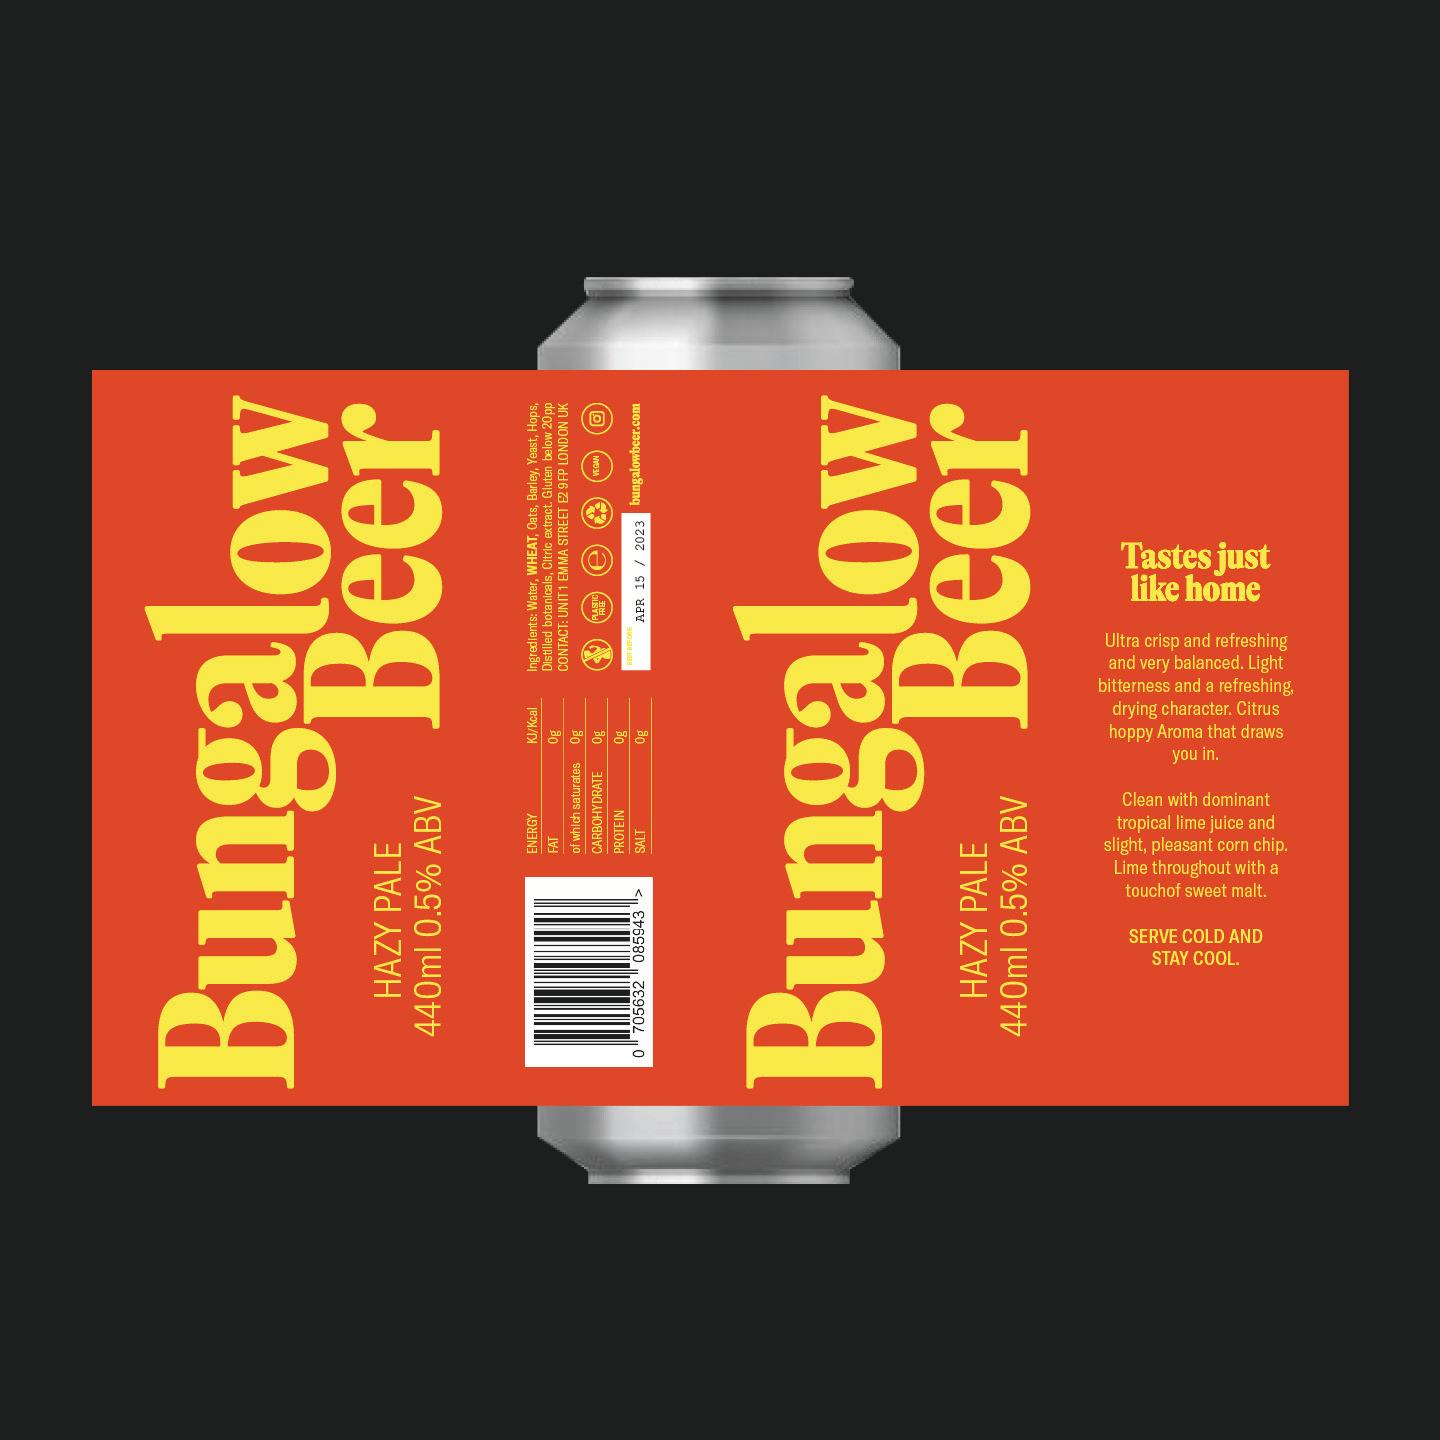 Bungalow
Beer
HAZY PALE
440ml 0.5% ABV
Ingredients: Water, WHEAT, Oats, Barley, Yeast, Hops,
Distilled botanicals, Citric extract. Gluten below 20pp
CONTACT: UNIT 1 EMMA STREET E2 9FP LONDON UK
PLASTIC
FREE
e
VEGAN
BEST BEFORE:
APR 15 / 2023
bungalowbeer.com
ENERGY KJ/Kcal
FAT 0g
of which saturates 0g
CARBOHYDRATE 0g
PROTEIN 0g
SALT 0g
0 705632 085943 >
Bungalow
Beer
HAZY PALE
440ml 0.5% ABV
Tastes just
like home
Ultra crisp and refreshing
and very balanced. Light
bitterness and a refreshing,
drying character. Citrus
hoppy Aroma that draws
you in.
Clean with dominant
tropical lime juice and
slight, pleasant corn chip.
Lime throughout with a
touchof sweet malt.
SERVE COLD AND
STAY COOL.